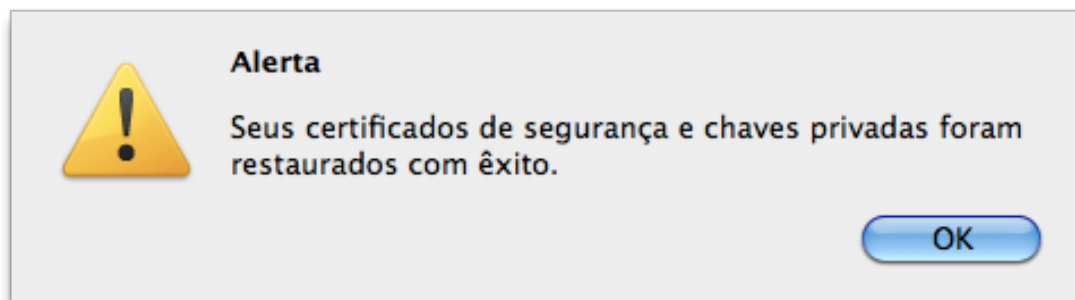 Alerta
Seus certificados de segurança e chaves privadas foram
restaurados com êxito.
OK